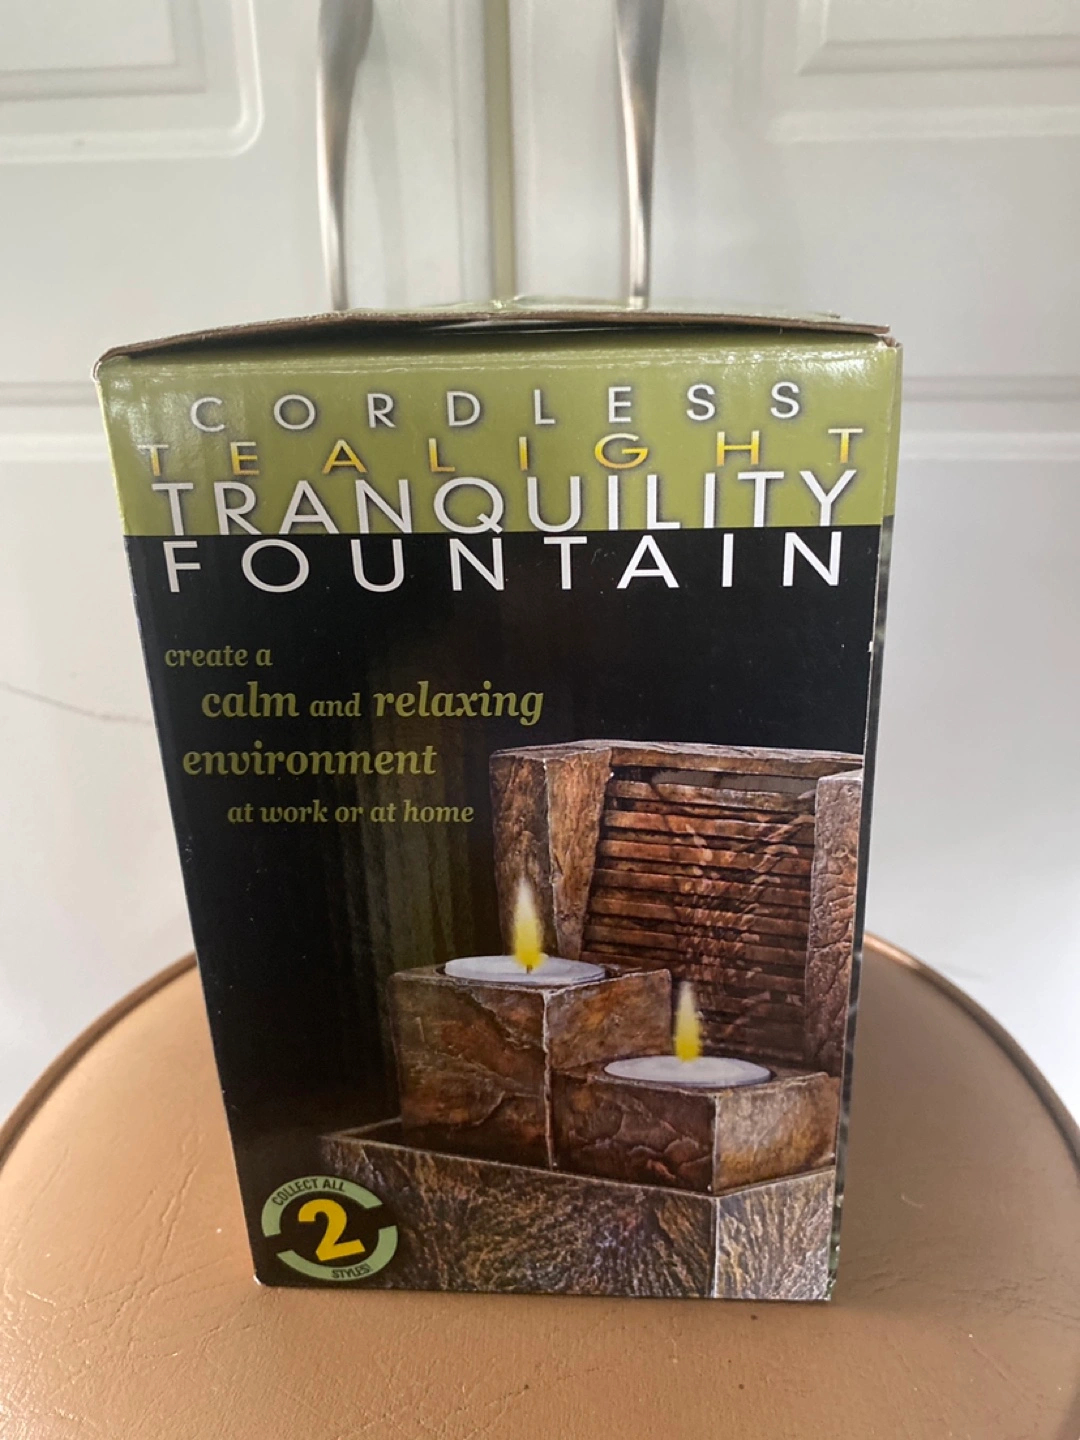 CORDLESS
TEALIGHT
TRANQUILITY
FOUNTAIN
create a
calm and relaxing
environment
at work or at home
COLLECT ALL
2
STYLES!